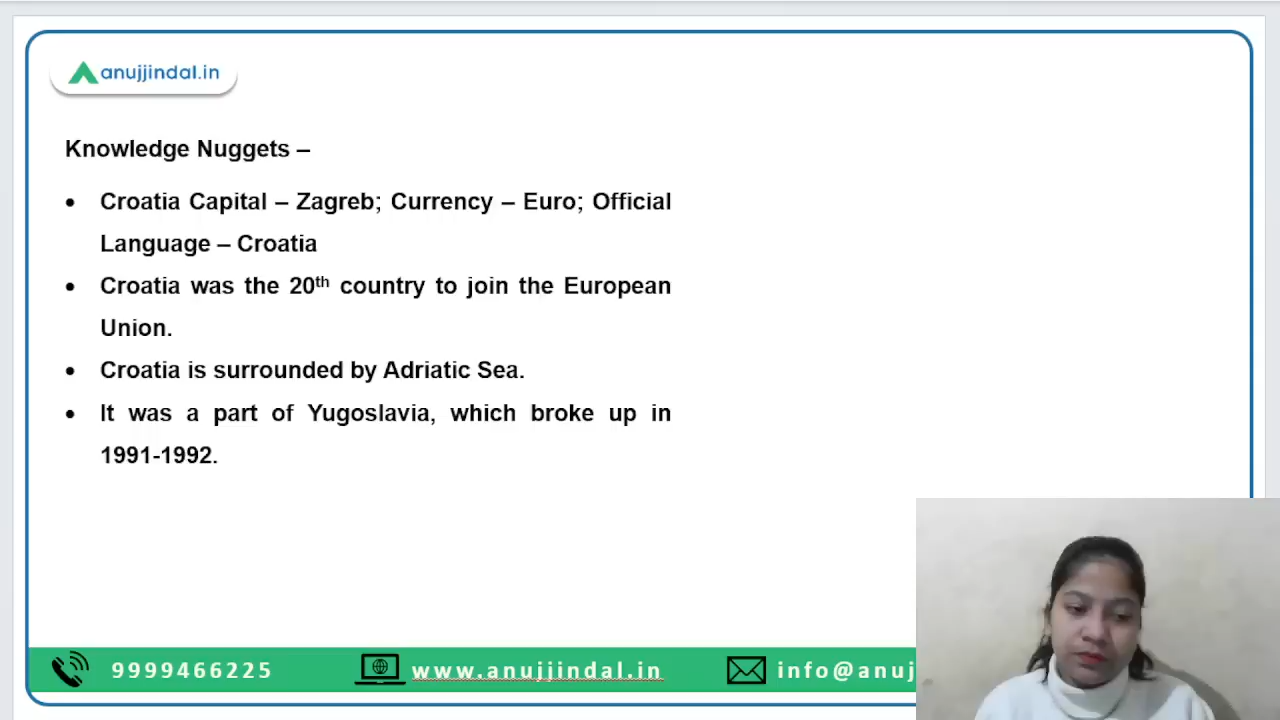 anujjindal.in
Knowledge Nuggets –
• Croatia Capital – Zagreb; Currency – Euro; Official
Language – Croatia
• Croatia was the 20th country to join the European
Union.
• Croatia is surrounded by Adriatic Sea.
• It was a part of Yugoslavia, which broke up in
1991-1992.
9999466225 www.anujjindal.in info@anuj